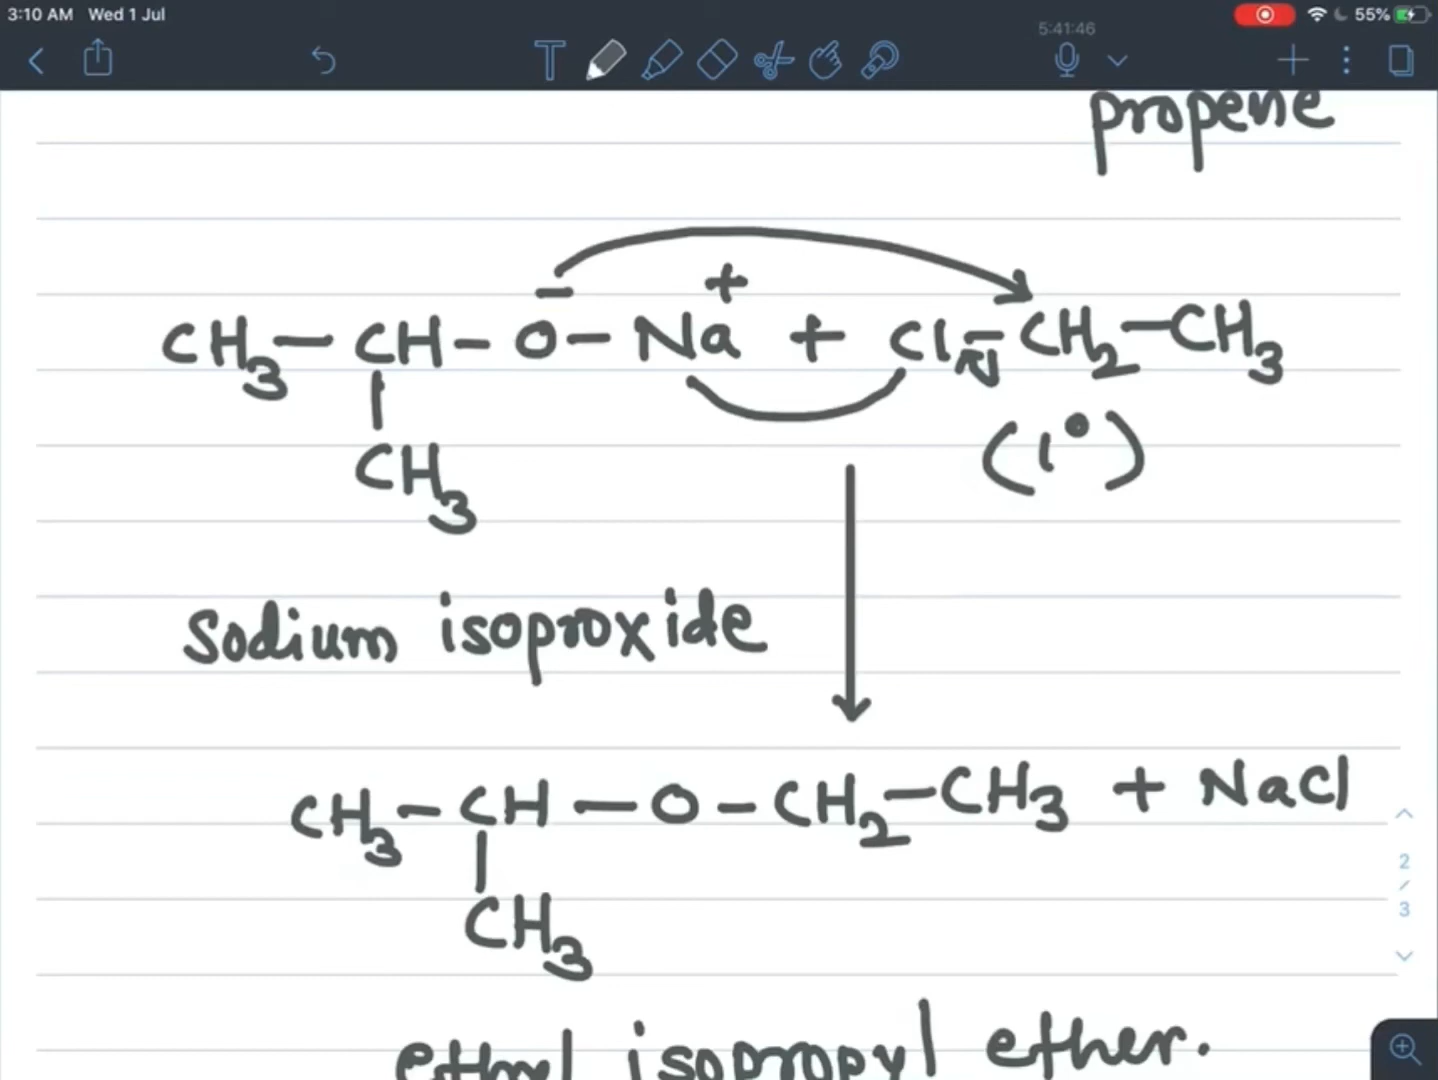 3:10 AM Wed 1 Jul
55%
5:41:46
T
propene
− +
CH3 − CH − O − Na + Cl − CH2 − CH3
(1°)
CH3
Sodium isoproxide
CH3 − CH − O − CH2 − CH3 + NaCl
2
/
3
CH3
ethyl isopropyl ether.